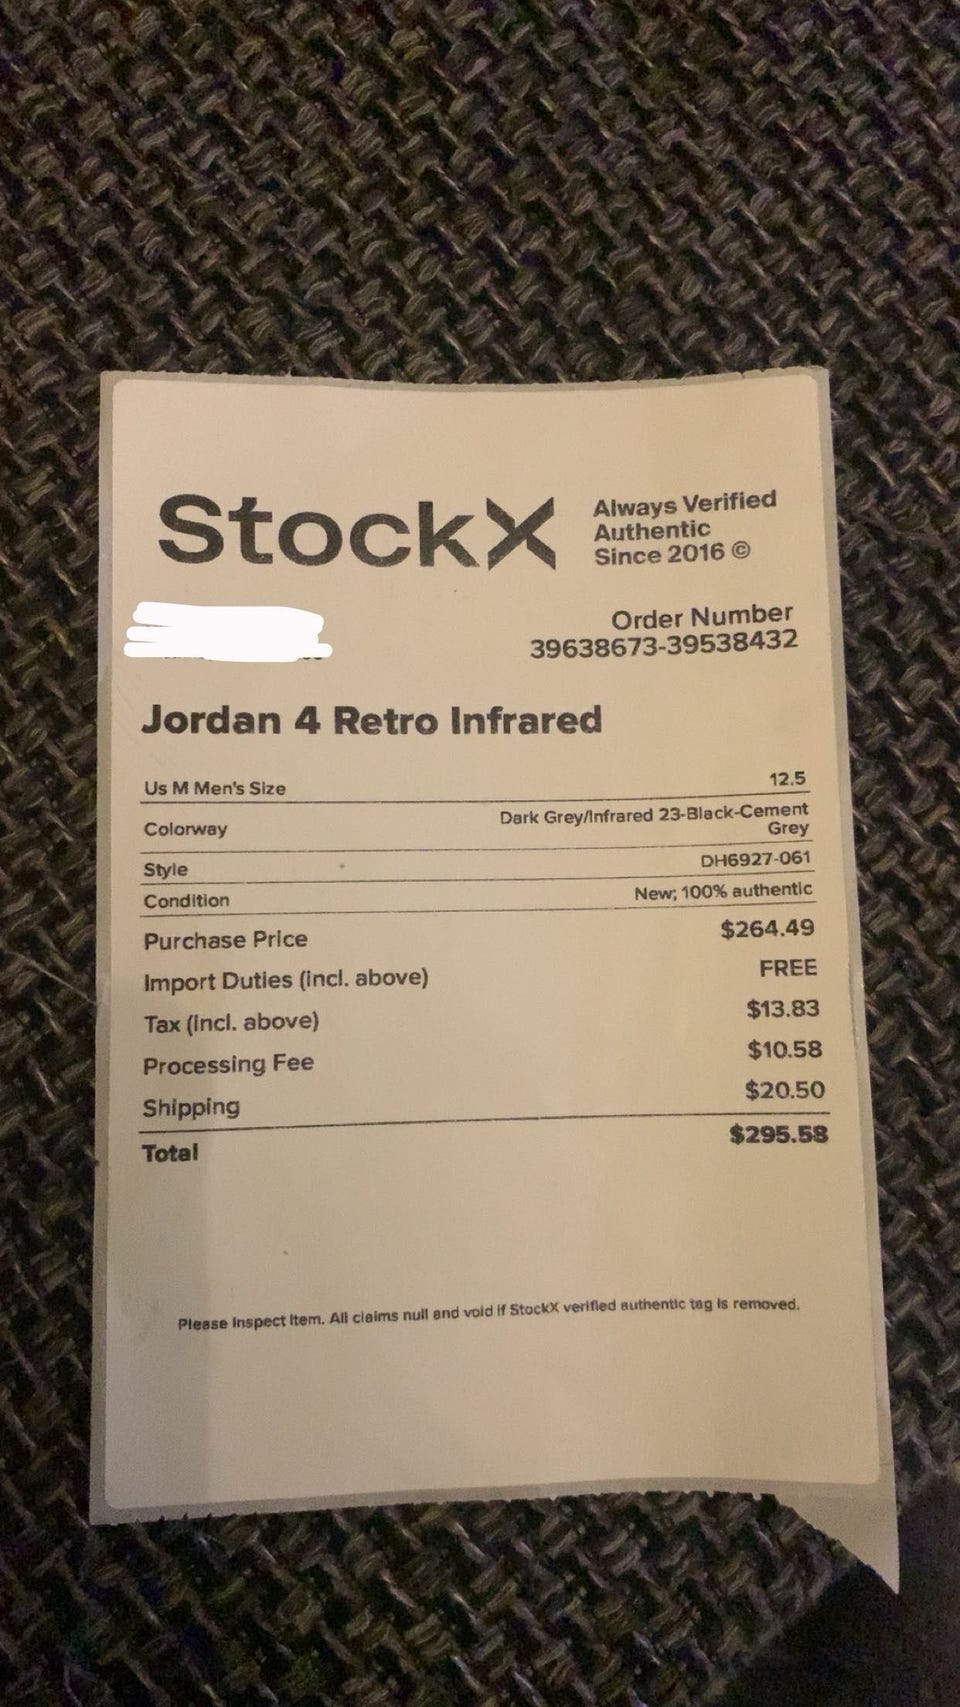 StockX
Always Verified
Authentic
Since 2016 ©
Order Number
39638673-39538432
Jordan 4 Retro Infrared
Us M Men's Size 12.5
Colorway Dark Grey/Infrared 23-Black-Cement
Grey
Style DH6927-061
Condition New; 100% authentic
Purchase Price $264.49
Import Duties (incl. above) FREE
Tax (incl. above) $13.83
Processing Fee $10.58
Shipping $20.50
Total $295.58
Please inspect item. All claims null and void if StockX verified authentic tag is removed.